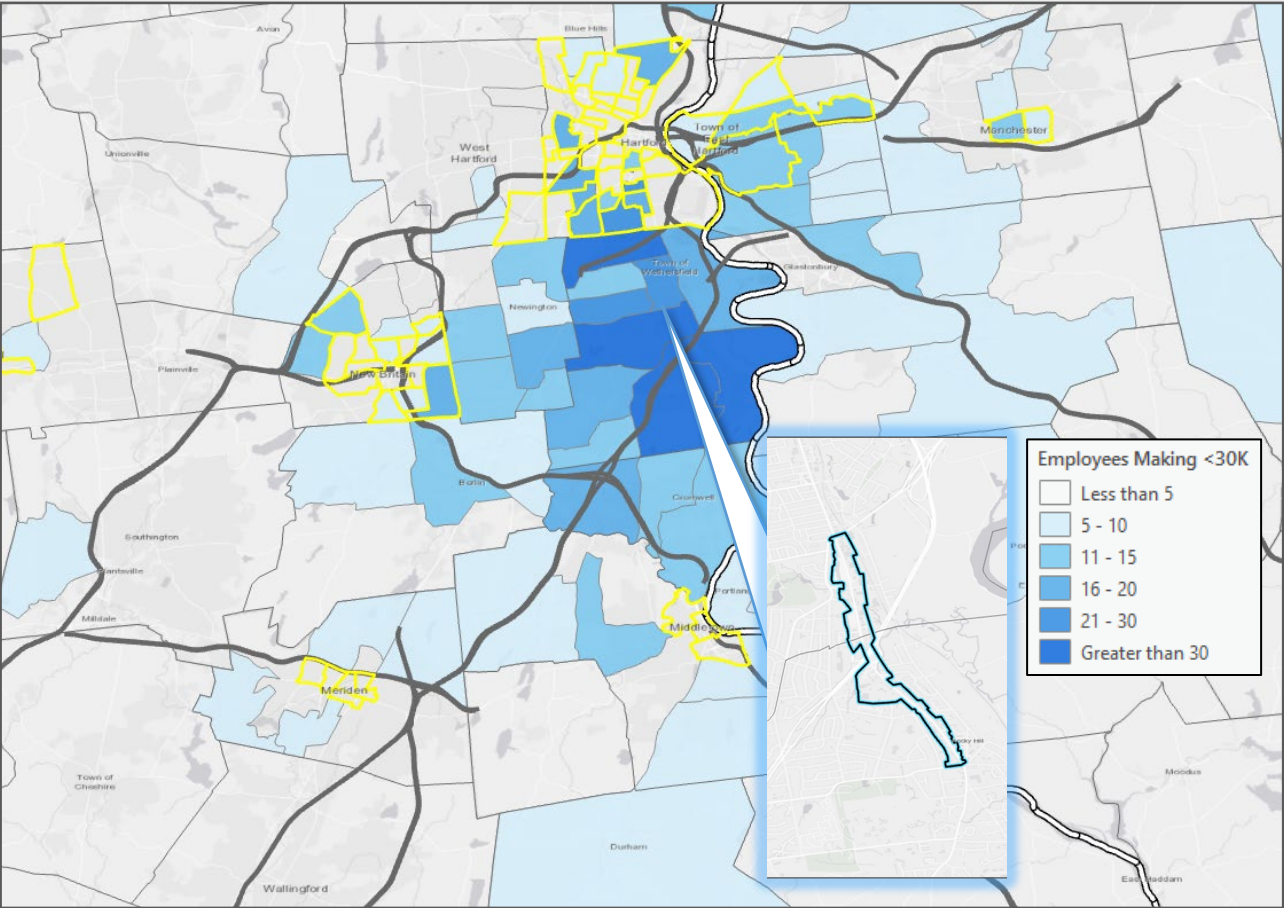 Avon
Blue Hills
Unionville
West
Hartford
Hartford
Town of
East
Hartford
Manchester
Town of
Wethersfield
Glastonbury
Newington
Plainville
New Britain
Berlin
Cromwell
Southington
Plantsville
Milldale
Portland
Middletown
Meriden
Town of
Cheshire
Durham
Wallingford
Rocky Hill
Moodus
East Haddam
Employees Making <30K
Less than 5
5 - 10
11 - 15
16 - 20
21 - 30
Greater than 30